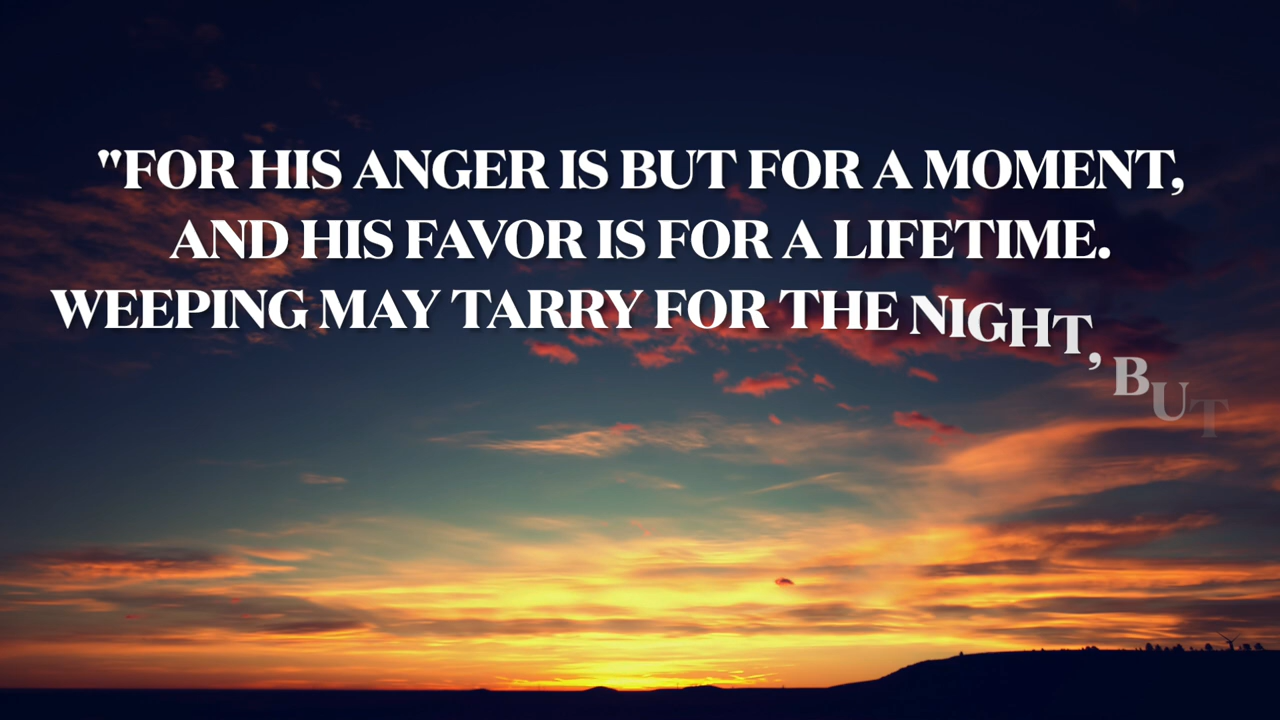 "FOR HIS ANGER IS BUT FOR A MOMENT,
AND HIS FAVOR IS FOR A LIFETIME.
WEEPING MAY TARRY FOR THE NIGHT, BUT